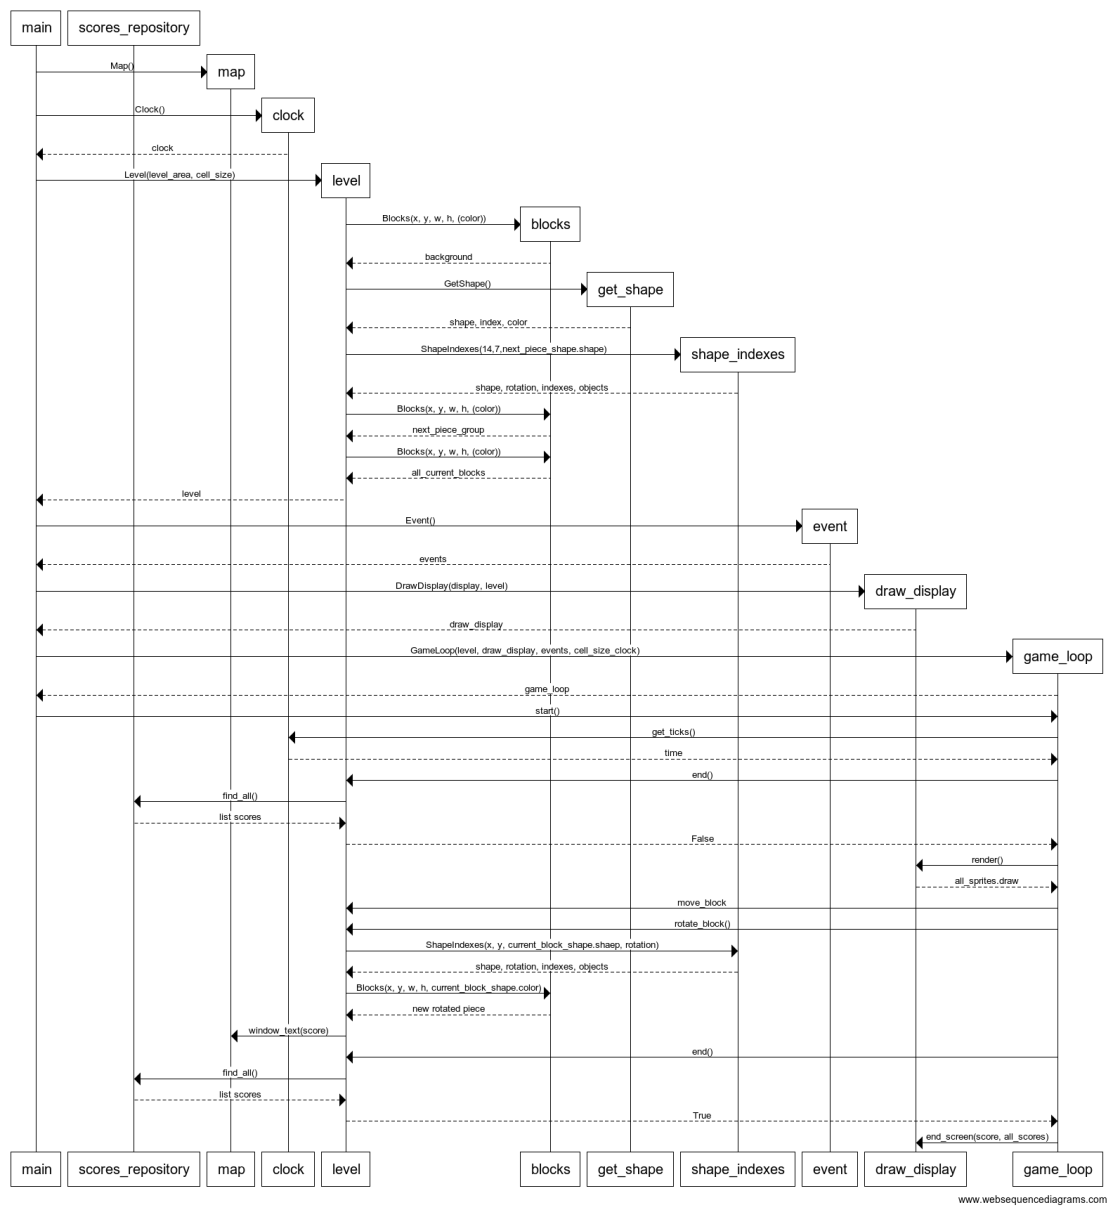 main
scores_repository
Map()
map
Clock()
clock
clock
Level(level_area, cell_size)
level
Blocks(x, y, w, h, (color))
blocks
background
GetShape()
get_shape
shape, index, color
ShapeIndexes(14,7,next_piece_shape.shape)
shape_indexes
shape, rotation, indexes, objects
Blocks(x, y, w, h, (color))
next_piece_group
Blocks(x, y, w, h, (color))
all_current_blocks
level
Event()
event
events
DrawDisplay(display, level)
draw_display
draw_display
GameLoop(level, draw_display, events, cell_size_clock)
game_loop
game_loop
start()
get_ticks()
time
end()
find_all()
list scores
False
render()
all_sprites.draw
move_block
rotate_block()
ShapeIndexes(x, y, current_block_shape.shaep, rotation)
shape, rotation, indexes, objects
Blocks(x, y, w, h, current_block_shape.color)
new rotated piece
window_text(score)
end()
find_all()
list scores
True
end_screen(score, all_scores)
main
scores_repository
map
clock
level
blocks
get_shape
shape_indexes
event
draw_display
game_loop
www.websequencediagrams.com